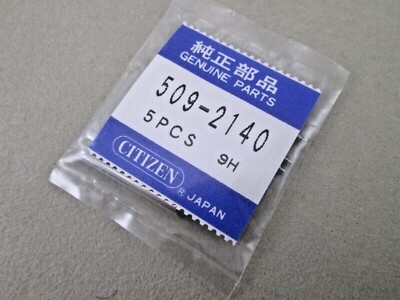 純正部品
GENUINE PARTS
509-2140
5PCS 9H
CITIZEN
® JAPAN